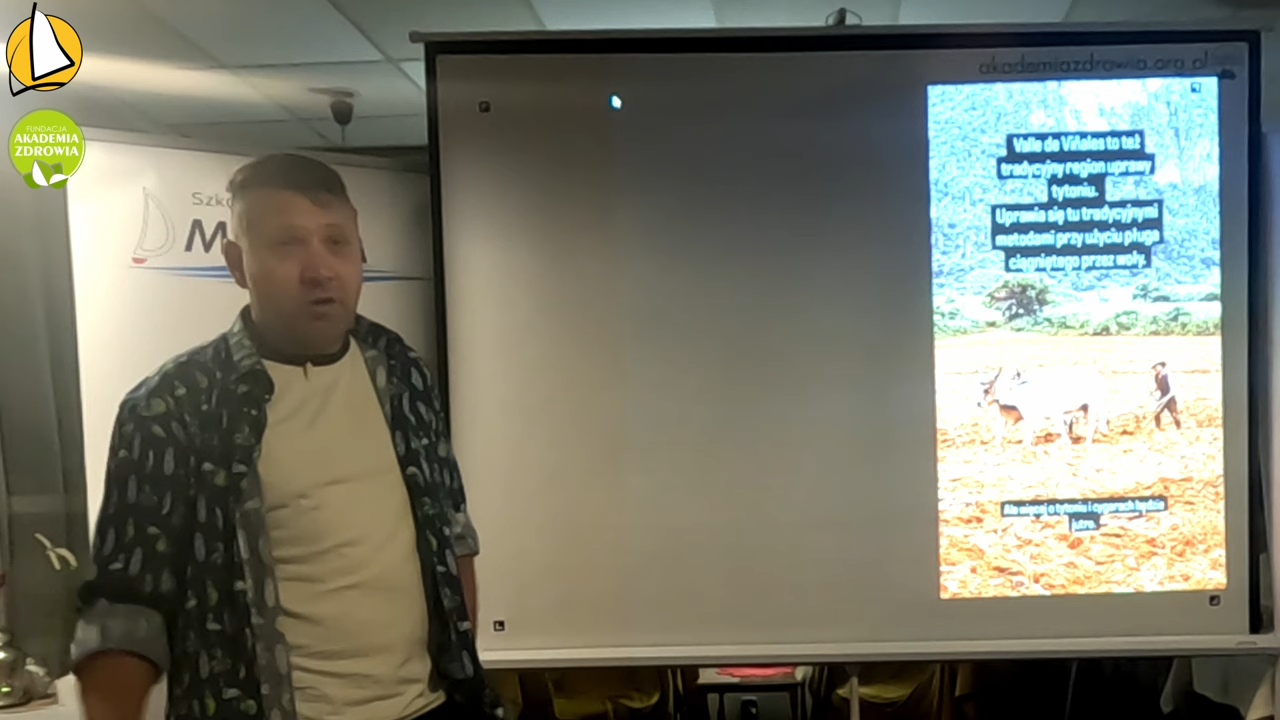 FUNDACJA
AKADEMIA
ZDROWIA
akademiazdrowia.org.pl
Valle de Viñales to też
tradycyjny region uprawy
tytoniu.
Uprawia się tu tradycyjnymi
metodami przy użyciu pługa
ciągniętego przez woły.
Ale więcej o tytoniu i cygarach będzie
jutro.